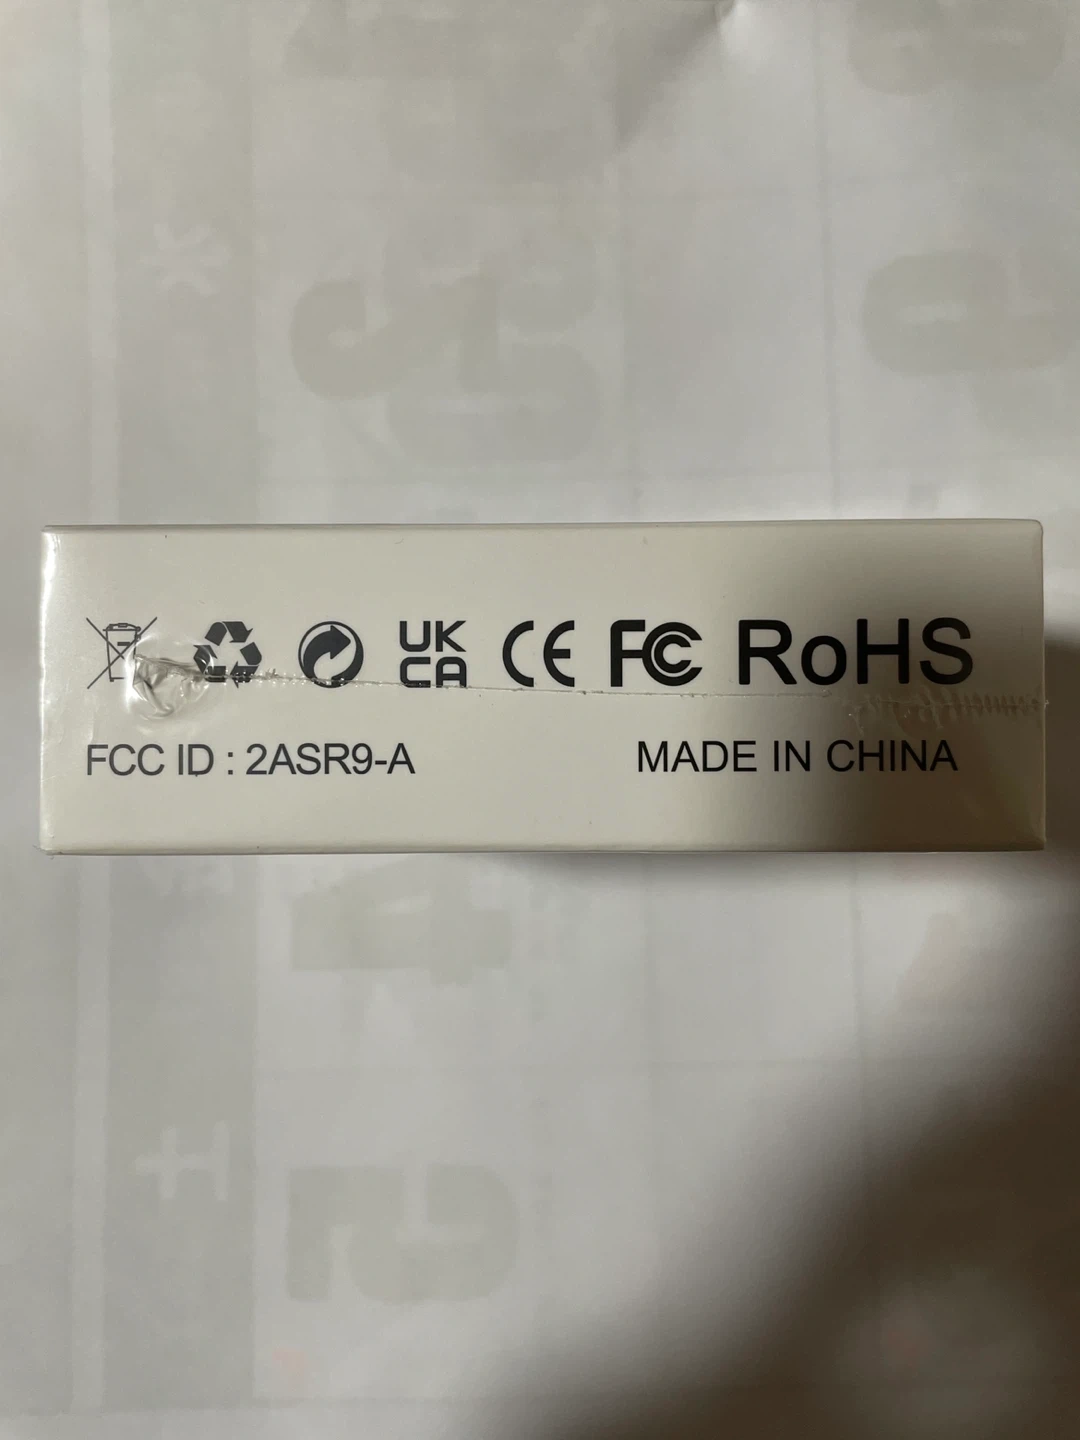 UK CA CE FC RoHS
FCC ID : 2ASR9-A
MADE IN CHINA